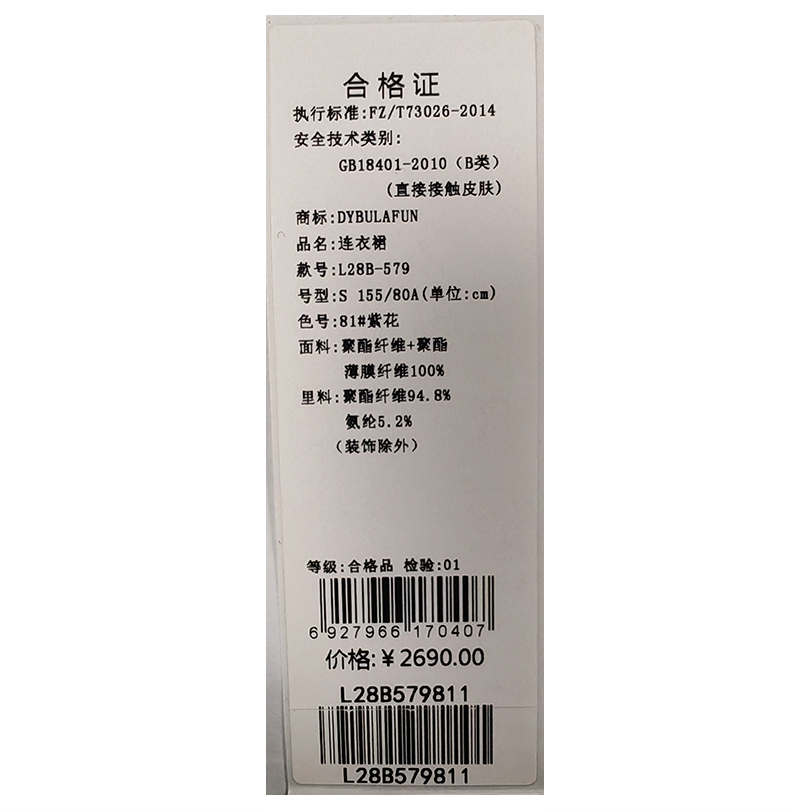 合格证
执行标准:FZ/T73026-2014
安全技术类别:
GB18401-2010（B类）
(直接接触皮肤)
商标:DYBULAFUN
品名:连衣裙
款号:L28B-579
号型:S 155/80A(单位:cm)
色号:81#紫花
面料:聚酯纤维+聚酯
薄膜纤维100%
里料:聚酯纤维94.8%
氨纶5.2%
（装饰除外）
等级:合格品 检验:01
6 927966 170407
价格:¥2690.00
L28B579811
L28B579811